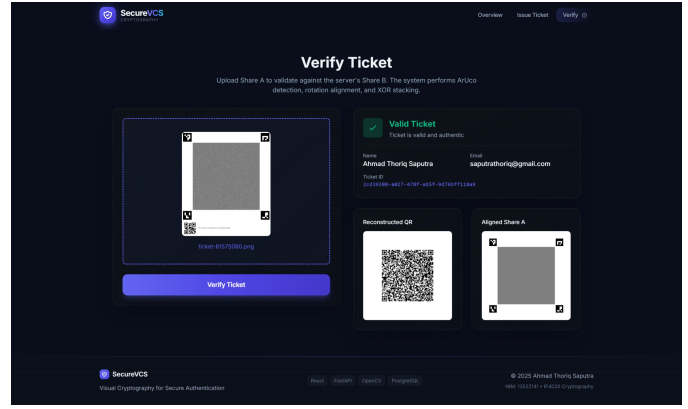 SecureVCS
CRYPTOGRAPHY
Overview
Issue Ticket
Verify
Verify Ticket
Upload Share A to validate against the server's Share B. The system performs ArUco
detection, rotation alignment, and XOR stacking.
ticket-61575060.png
Verify Ticket
Valid Ticket
Ticket is valid and authentic
Name
Ahmad Thoriq Saputra
Email
saputrathoriq@gmail.com
Ticket ID
Reconstructed QR
Aligned Share A
SecureVCS
Visual Cryptography for Secure Authentication
React
FastAPI
OpenCV
PostgreSQL
© 2025 Ahmad Thoriq Saputra